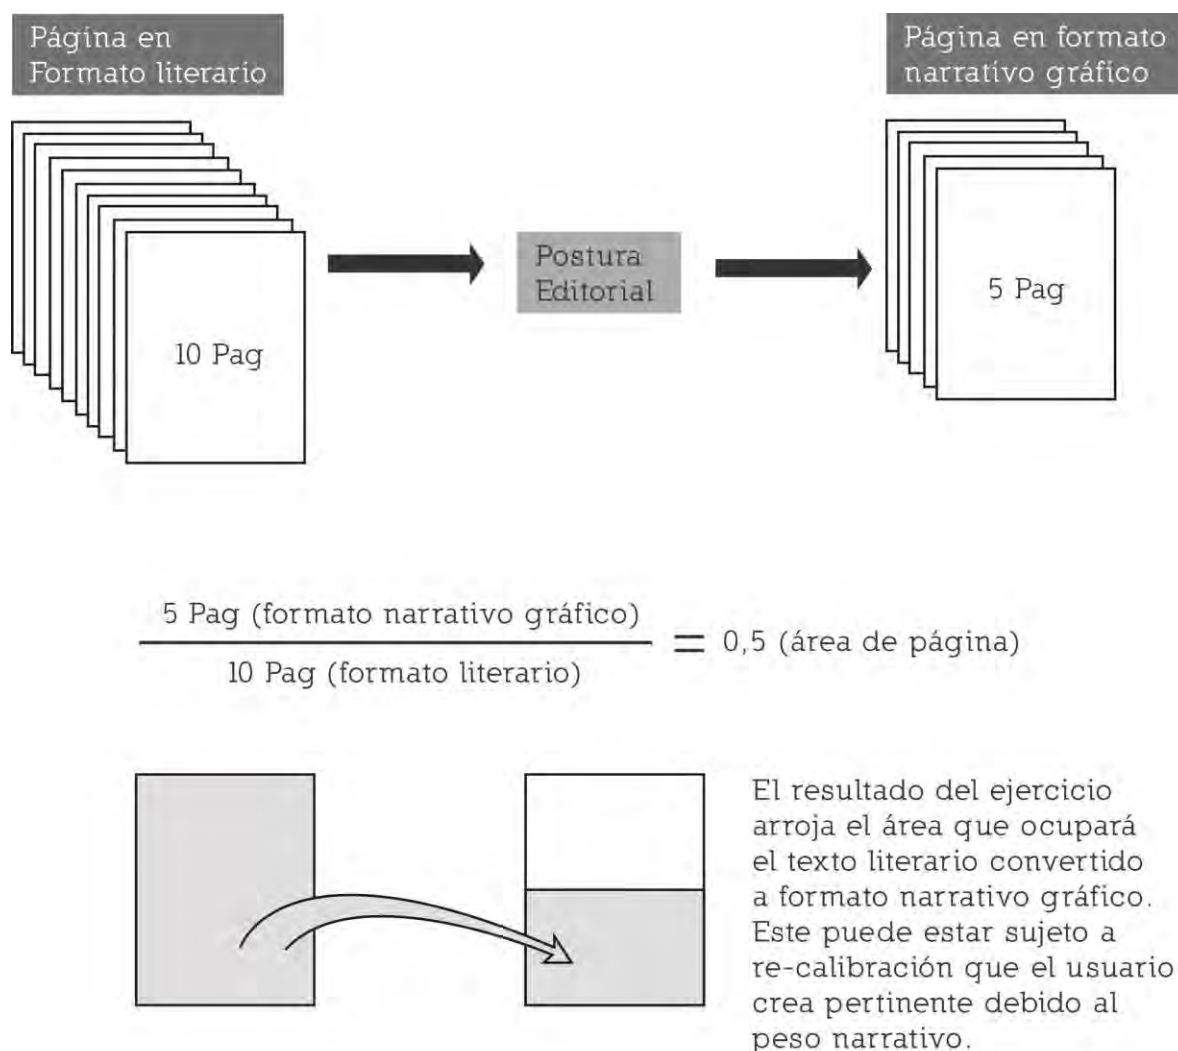 Página en
Formato literario
Página en formato
narrativo gráfico
10 Pag
Postura
Editorial
5 Pag
5 Pag (formato narrativo gráfico)
10 Pag (formato literario)
= 0,5 (área de página)
El resultado del ejercicio
arroja el área que ocupará
el texto literario convertido
a formato narrativo gráfico.
Este puede estar sujeto a
re-calibración que el usuario
crea pertinente debido al
peso narrativo.